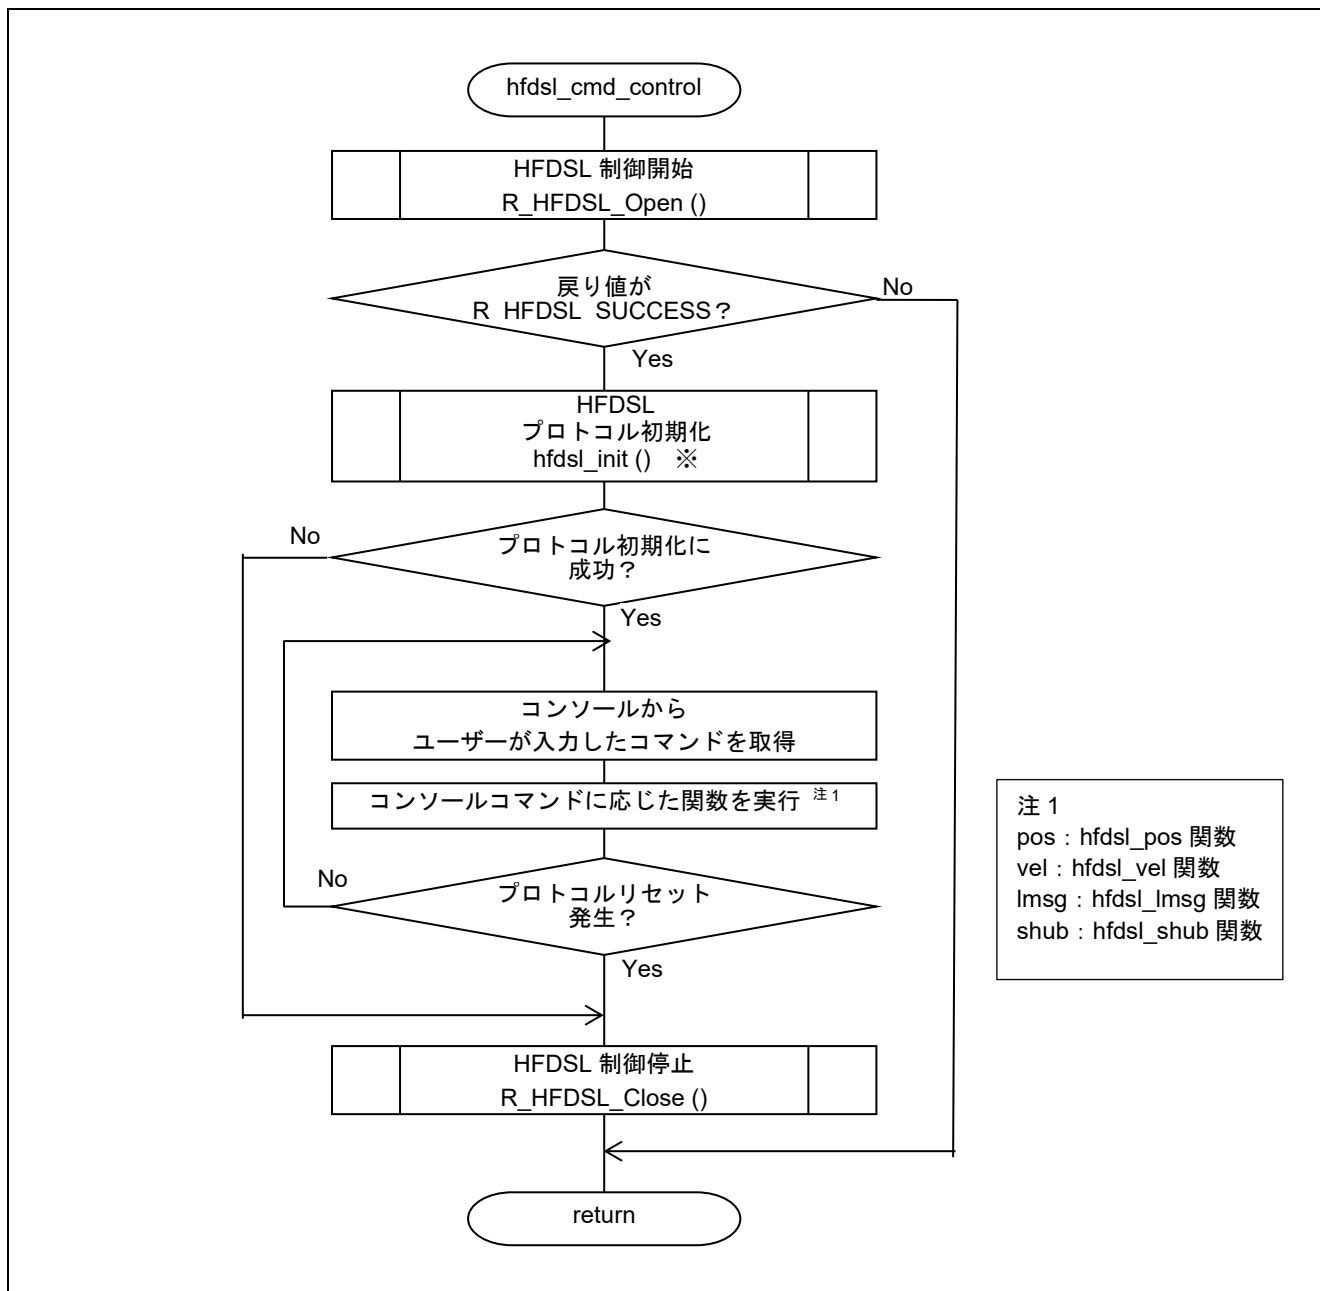 hfdsl_cmd_control
HFDSL 制御開始
R_HFDSL_Open ()
戻り値が
R HFDSL SUCCESS？
No
Yes
HFDSL
プロトコル初期化
hfdsl_init () ※
No
プロトコル初期化に
成功？
Yes
コンソールから
ユーザーが入力したコマンドを取得
コンソールコマンドに応じた関数を実行 注 1
No
プロトコルリセット
発生？
Yes
注 1
pos：hfdsl_pos 関数
vel：hfdsl_vel 関数
lmsg：hfdsl_lmsg 関数
shub：hfdsl_shub 関数
HFDSL 制御停止
R_HFDSL_Close ()
return